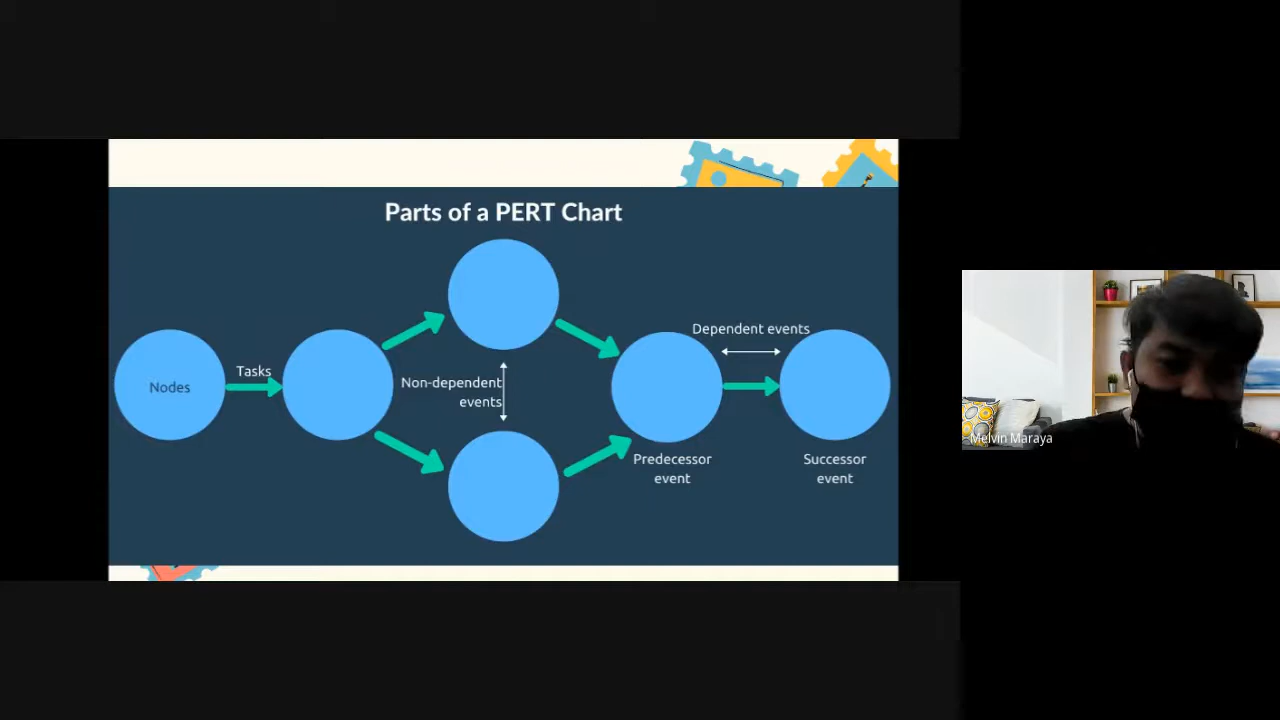 Parts of a PERT Chart
Nodes
Tasks
Non-dependent
events
Dependent events
Predecessor
event
Successor
event
Melvin Maraya